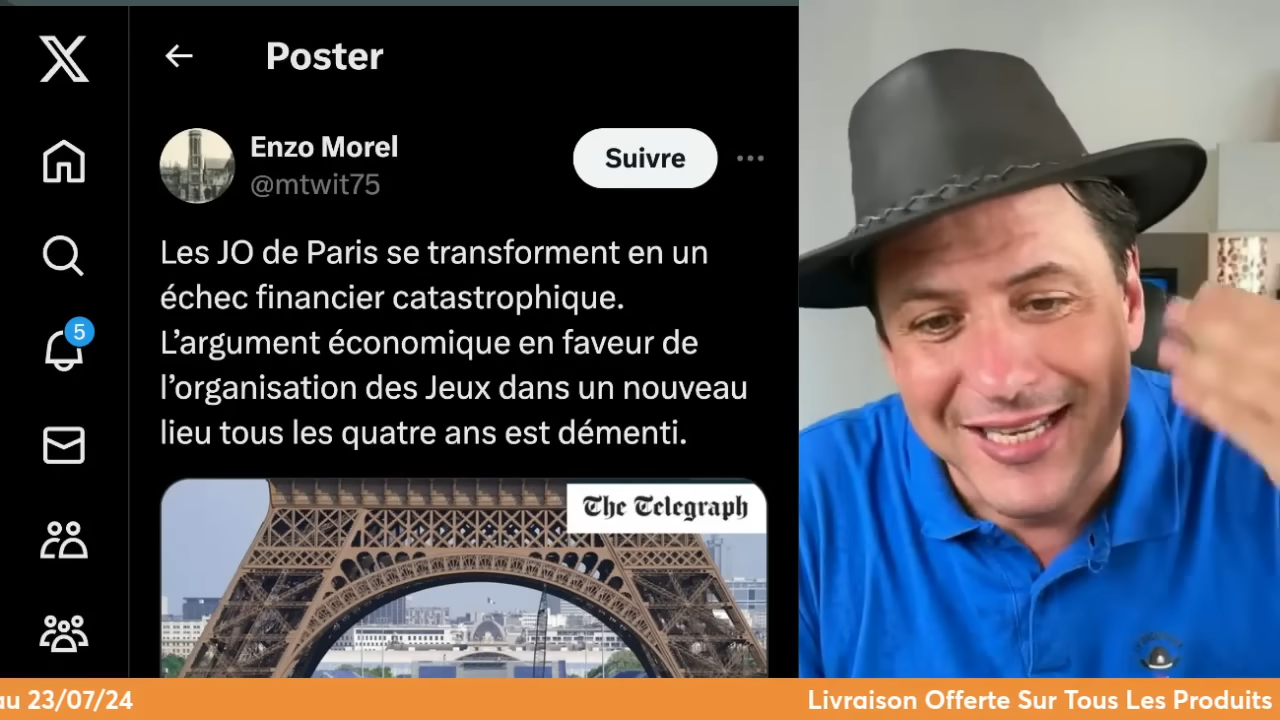 Poster
Enzo Morel
@mtwit75
Suivre
Les JO de Paris se transforment en un
échec financier catastrophique.
L’argument économique en faveur de
l’organisation des Jeux dans un nouveau
lieu tous les quatre ans est démenti.
5
The Telegraph
au 23/07/24
Livraison Offerte Sur Tous Les Produits